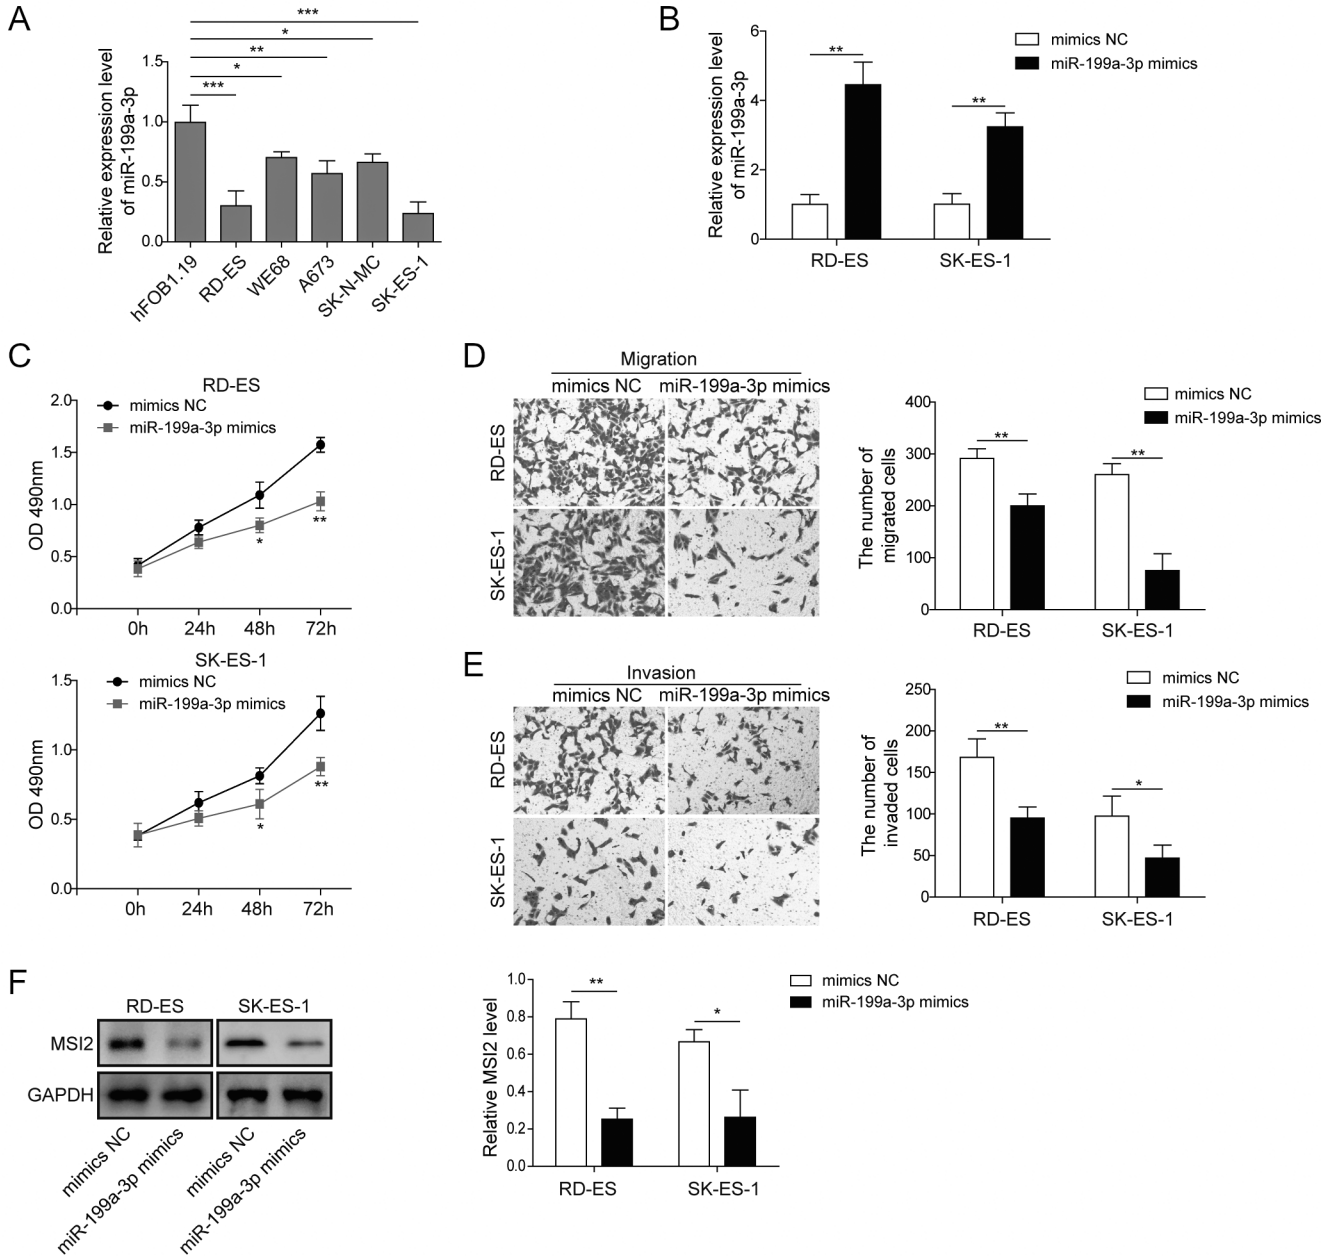 A
***
*
**
*
***
Relative expression level
of miR-199a-3p
1.5
1.0
0.5
0.0
hFOB1.19
RD-ES
WE68
A673
SK-N-MC
SK-ES-1
B
mimics NC
miR-199a-3p mimics
Relative expression level
of miR-199a-3p
6
4
2
0
**
**
RD-ES
SK-ES-1
C
RD-ES
mimics NC
miR-199a-3p mimics
OD 490nm
2.0
1.5
1.0
0.5
0.0
*
**
0h
24h
48h
72h
SK-ES-1
mimics NC
miR-199a-3p mimics
OD 490nm
1.5
1.0
0.5
0.0
*
**
0h
24h
48h
72h
D
Migration
mimics NC
miR-199a-3p mimics
RD-ES
SK-ES-1
mimics NC
miR-199a-3p mimics
The number of
migrated cells
400
300
200
100
0
**
**
RD-ES
SK-ES-1
E
Invasion
mimics NC
miR-199a-3p mimics
RD-ES
SK-ES-1
mimics NC
miR-199a-3p mimics
The number of
invaded cells
250
200
150
100
50
0
**
*
RD-ES
SK-ES-1
F
RD-ES
SK-ES-1
MSI2
GAPDH
mimics NC
miR-199a-3p mimics
mimics NC
miR-199a-3p mimics
mimics NC
miR-199a-3p mimics
Relative MSI2 level
1.0
0.8
0.6
0.4
0.2
0.0
**
*
RD-ES
SK-ES-1